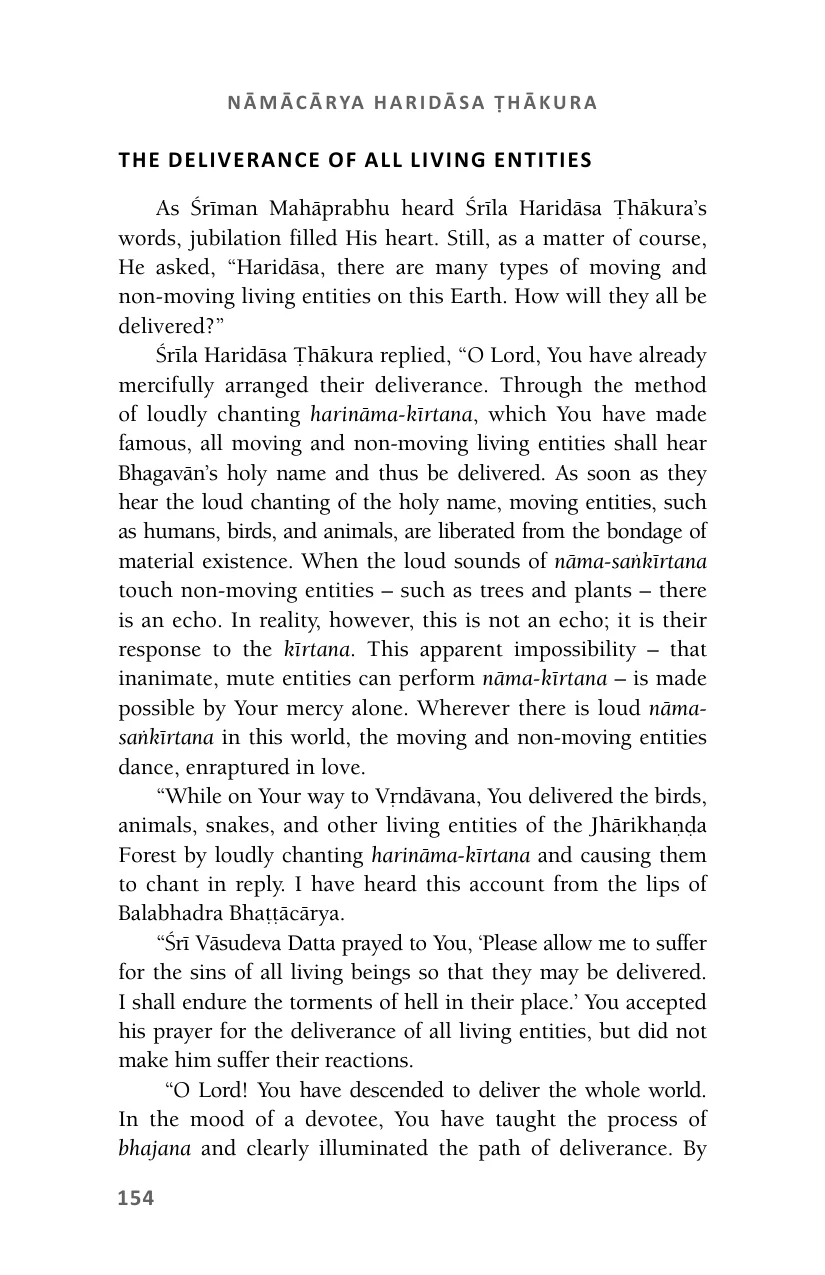 NĀMĀCĀRYA HARIDĀSA ṬHĀKURA
THE DELIVERANCE OF ALL LIVING ENTITIES
As Śrīman Mahāprabhu heard Śrīla Haridāsa Ṭhākura’s
words, jubilation filled His heart. Still, as a matter of course,
He asked, “Haridāsa, there are many types of moving and
non-moving living entities on this Earth. How will they all be
delivered?”
Śrīla Haridāsa Ṭhākura replied, “O Lord, You have already
mercifully arranged their deliverance. Through the method
of loudly chanting harināma-kīrtana, which You have made
famous, all moving and non-moving living entities shall hear
Bhagavān’s holy name and thus be delivered. As soon as they
hear the loud chanting of the holy name, moving entities, such
as humans, birds, and animals, are liberated from the bondage of
material existence. When the loud sounds of nāma-saṅkīrtana
touch non-moving entities – such as trees and plants – there
is an echo. In reality, however, this is not an echo; it is their
response to the kīrtana. This apparent impossibility – that
inanimate, mute entities can perform nāma-kīrtana – is made
possible by Your mercy alone. Wherever there is loud nāma-
saṅkīrtana in this world, the moving and non-moving entities
dance, enraptured in love.
“While on Your way to Vṛndāvana, You delivered the birds,
animals, snakes, and other living entities of the Jhārikhaṇḍa
Forest by loudly chanting harināma-kīrtana and causing them
to chant in reply. I have heard this account from the lips of
Balabhadra Bhaṭṭācārya.
“Śrī Vāsudeva Datta prayed to You, ‘Please allow me to suffer
for the sins of all living beings so that they may be delivered.
I shall endure the torments of hell in their place.’ You accepted
his prayer for the deliverance of all living entities, but did not
make him suffer their reactions.
“O Lord! You have descended to deliver the whole world.
In the mood of a devotee, You have taught the process of
bhajana and clearly illuminated the path of deliverance. By
154